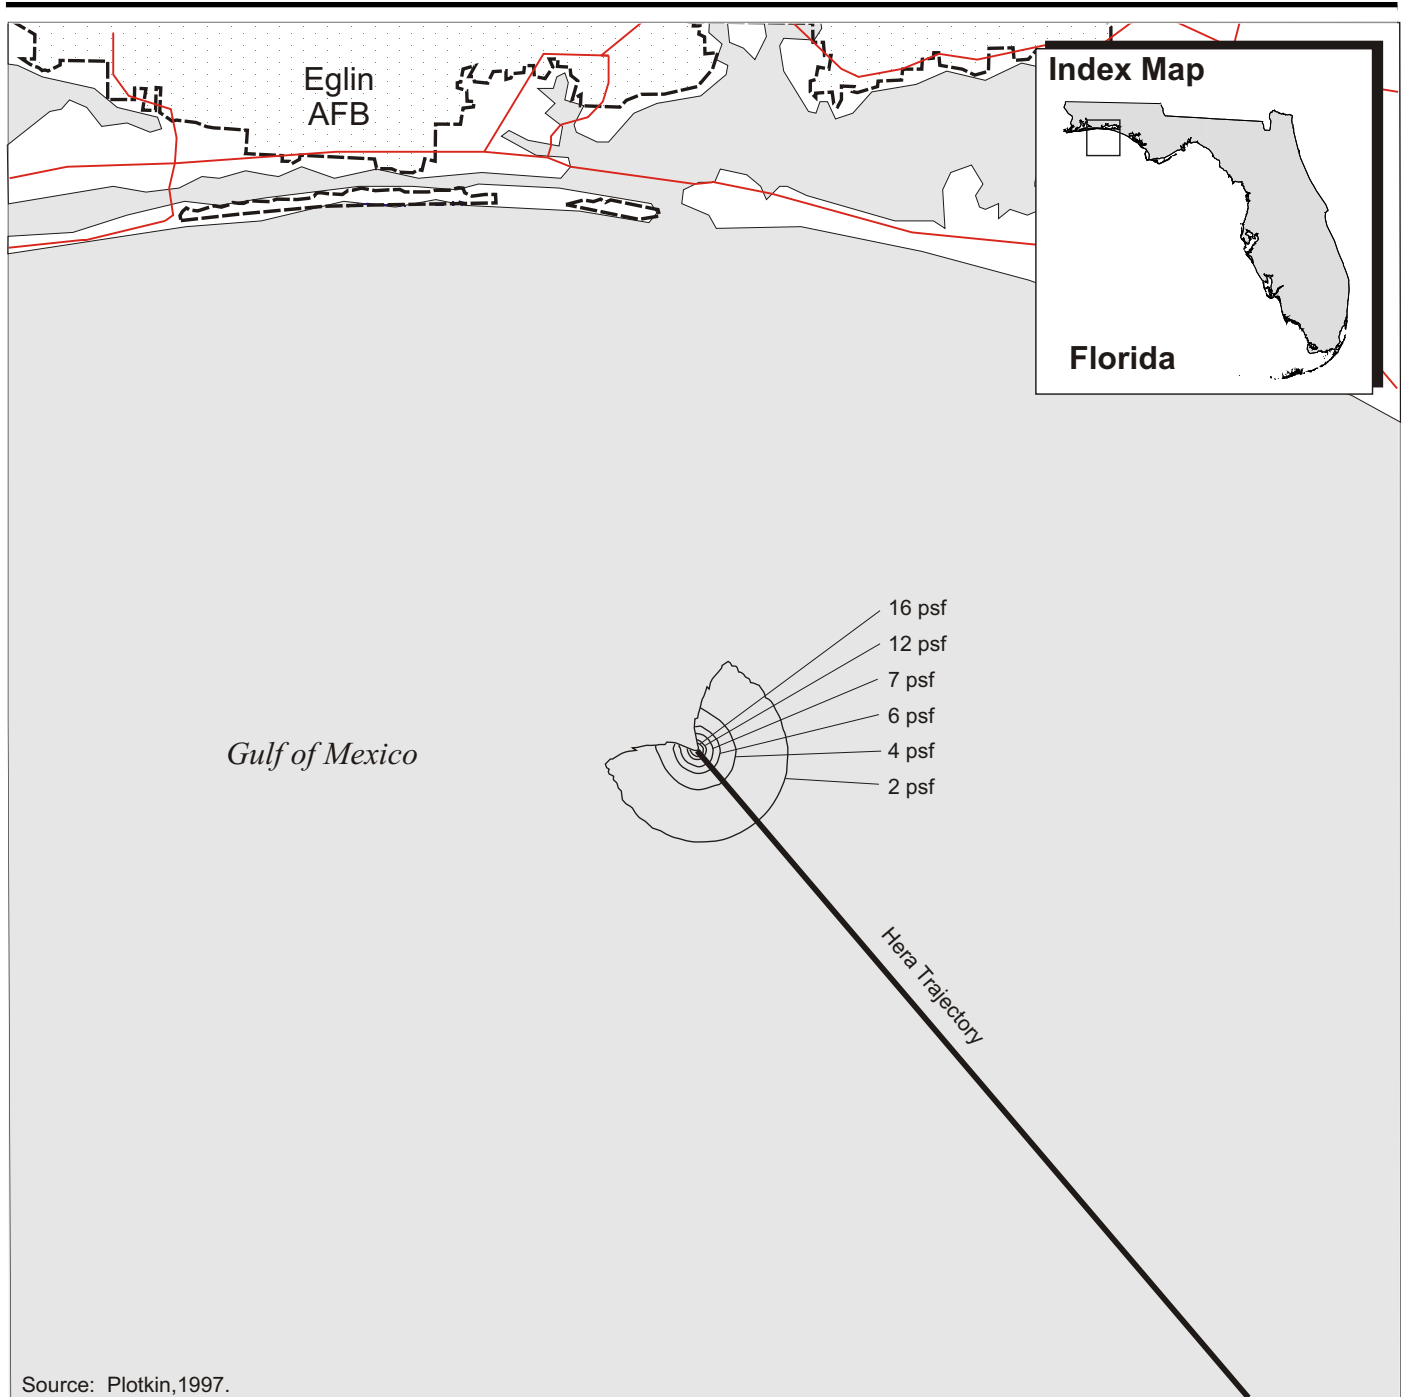 Eglin
AFB
Index Map
Florida
16 psf
12 psf
7 psf
6 psf
4 psf
2 psf
Gulf of Mexico
Hera Trajectory
Source: Plotkin,1997.